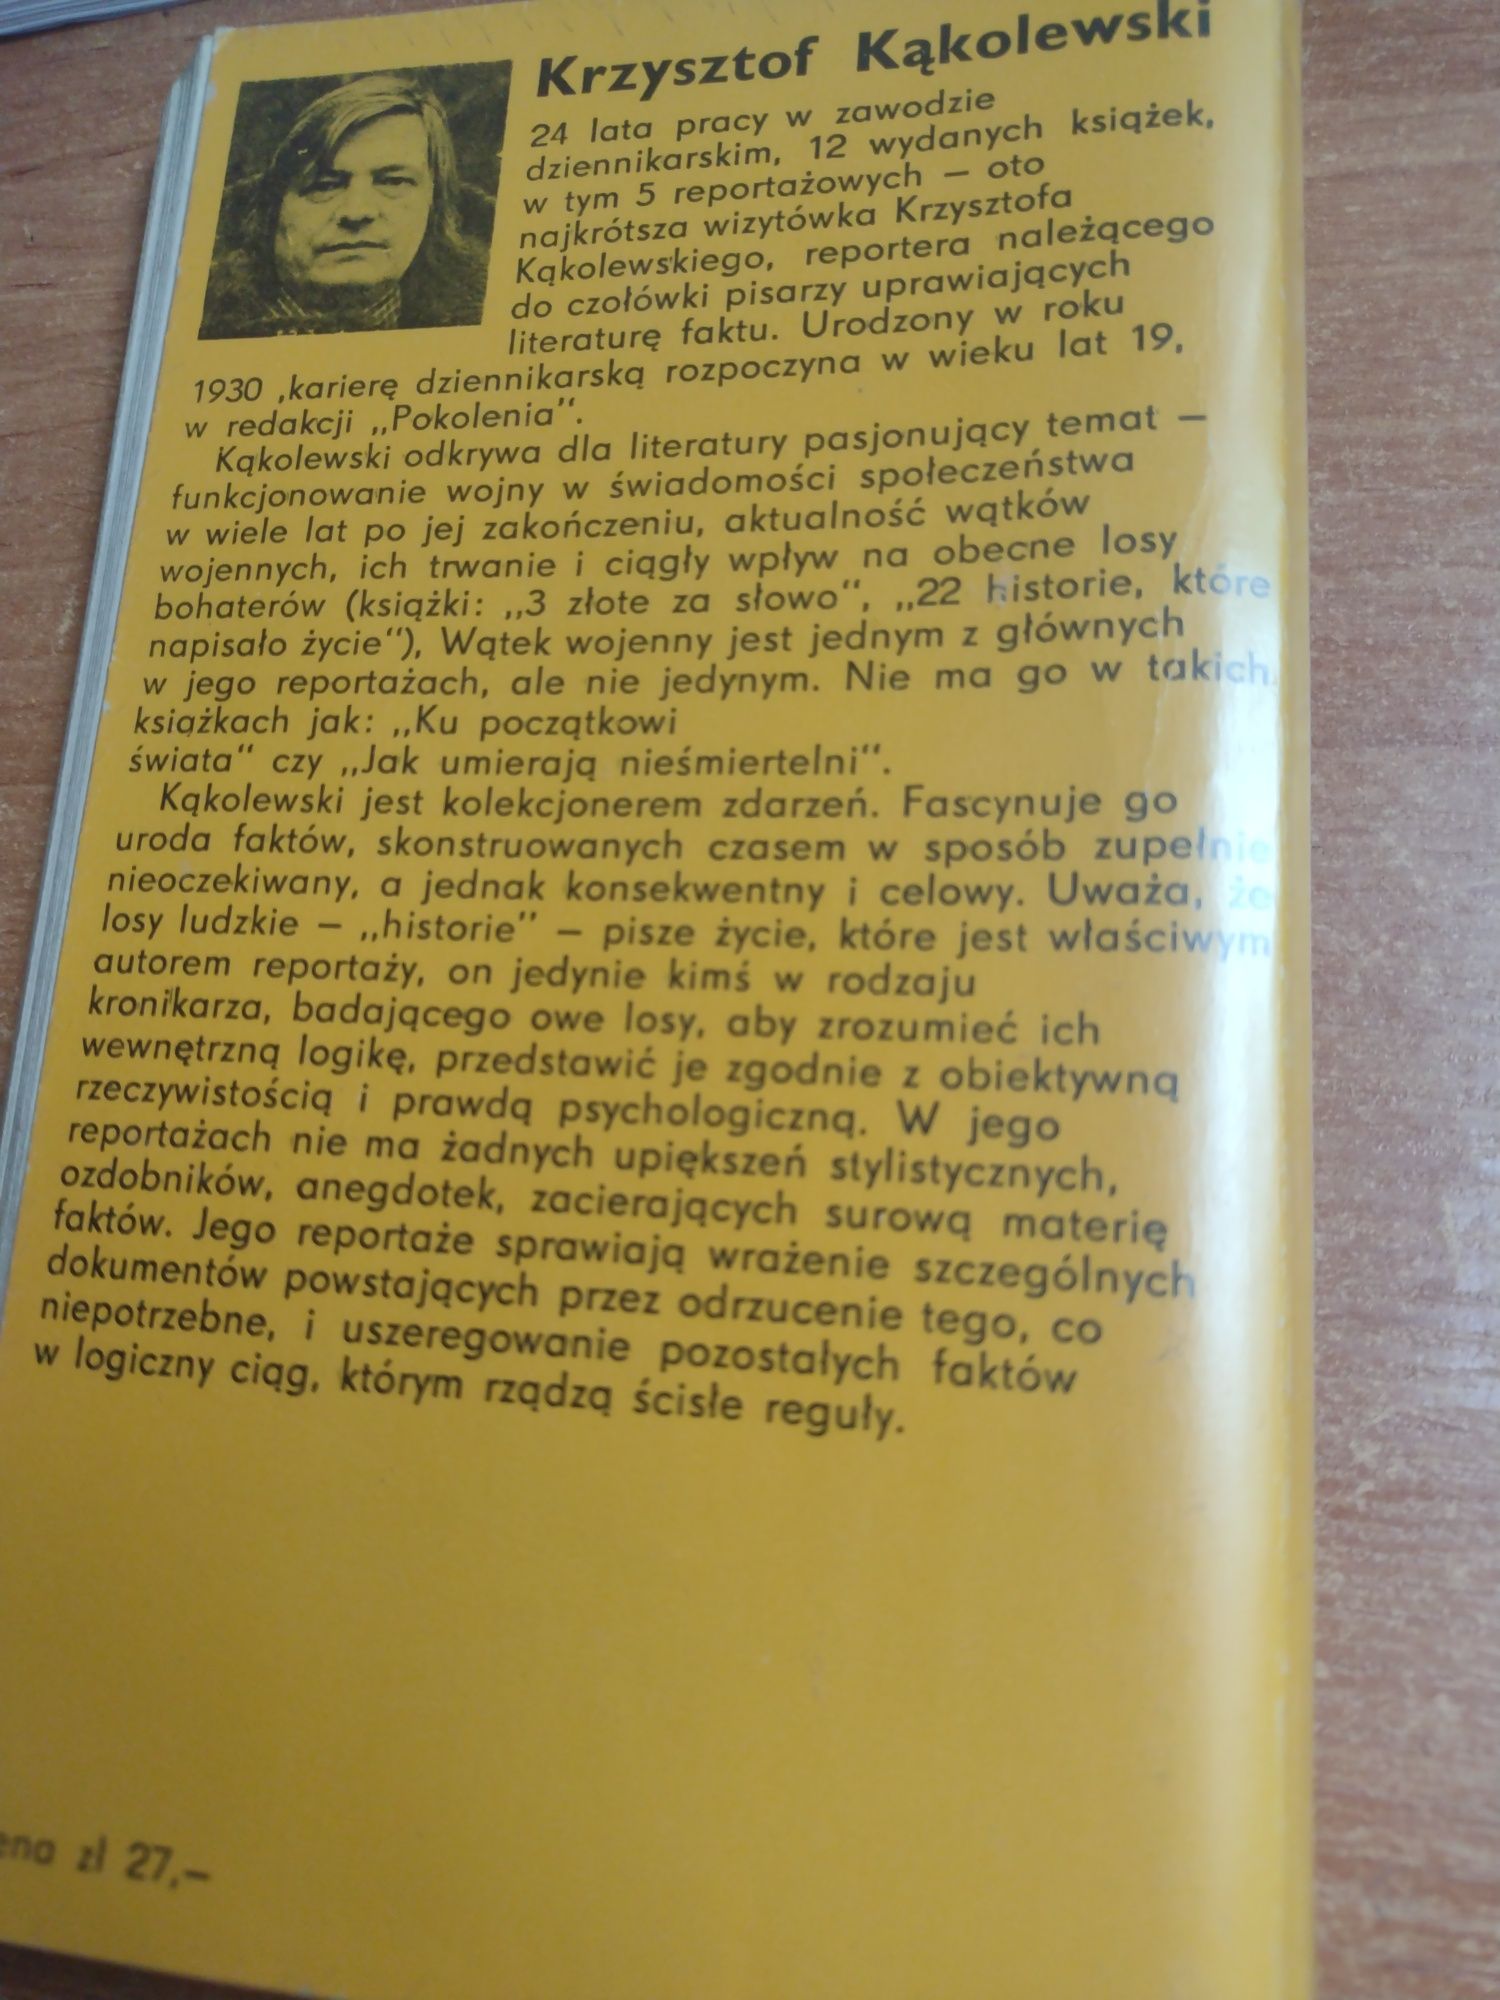 Krzysztof Kąkolewski
24 lata pracy w zawodzie
dziennikarskim, 12 wydanych książek,
w tym 5 reportażowych — oto
najkrótsza wizytówka Krzysztofa
Kąkolewskiego, reportera należącego
do czołówki pisarzy uprawiających
literaturę faktu. Urodzony w roku
1930 ,karierę dziennikarską rozpoczyna w wieku lat 19,
w redakcji „Pokolenia".
Kąkolewski odkrywa dla literatury pasjonujący temat —
funkcjonowanie wojny w świadomości społeczeństwa
w wiele lat po jej zakończeniu, aktualność wątków
wojennych, ich trwanie i ciągły wpływ na obecne losy
bohaterów (książki: „3 złote za słowo", „22 historie, które
napisało życie"), Wątek wojenny jest jednym z głównych
w jego reportażach, ale nie jedynym. Nie ma go w takich
książkach jak: „Ku początkowi
świata" czy „Jak umierają nieśmiertelni".
Kąkolewski jest kolekcjonerem zdarzeń. Fascynuje go
uroda faktów, skonstruowanych czasem w sposób zupełnie
nieoczekiwany, a jednak konsekwentny i celowy. Uważa, że
losy ludzkie — „historie" — pisze życie, które jest właściwym
autorem reportaży, on jedynie kimś w rodzaju
kronikarza, badającego owe losy, aby zrozumieć ich
wewnętrzną logikę, przedstawić je zgodnie z obiektywną
rzeczywistością i prawdą psychologiczną. W jego
reportażach nie ma żadnych upiększeń stylistycznych,
ozdobników, anegdotek, zacierających surową materię
faktów. Jego reportaże sprawiają wrażenie szczególnych
dokumentów powstających przez odrzucenie tego, co
niepotrzebne, i uszeregowanie pozostałych faktów
w logiczny ciąg, którym rządzą ścisłe reguły.
ena zł 27,—